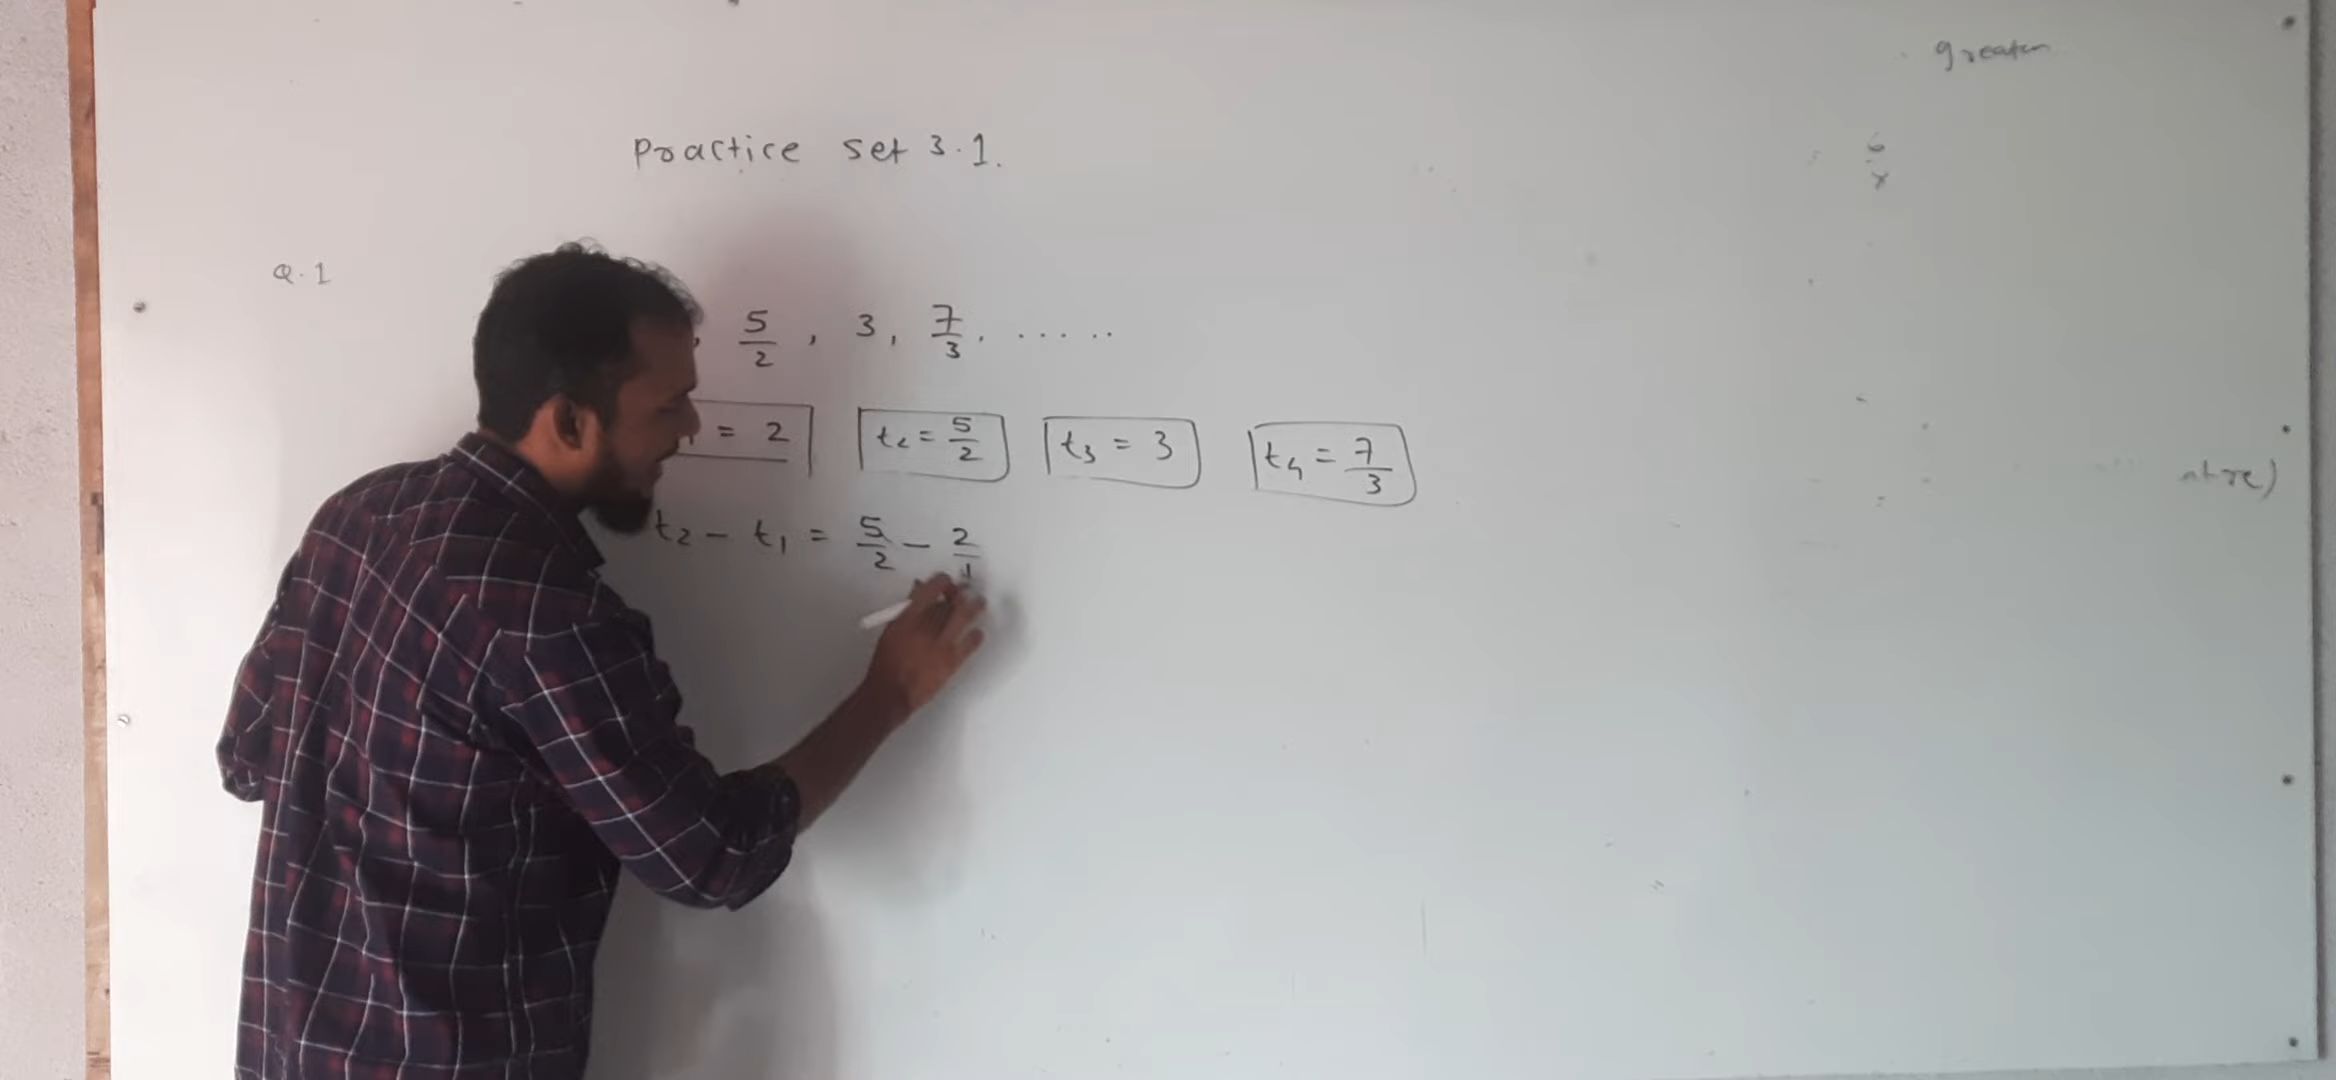 greater
Practice set 3.1.
6
x
Q.1
, 5/2 , 3, 7/3, .....
= 2 t2 = 5/2 t3 = 3 t4 = 7/3
t2 - t1 = 5/2 - 2/1